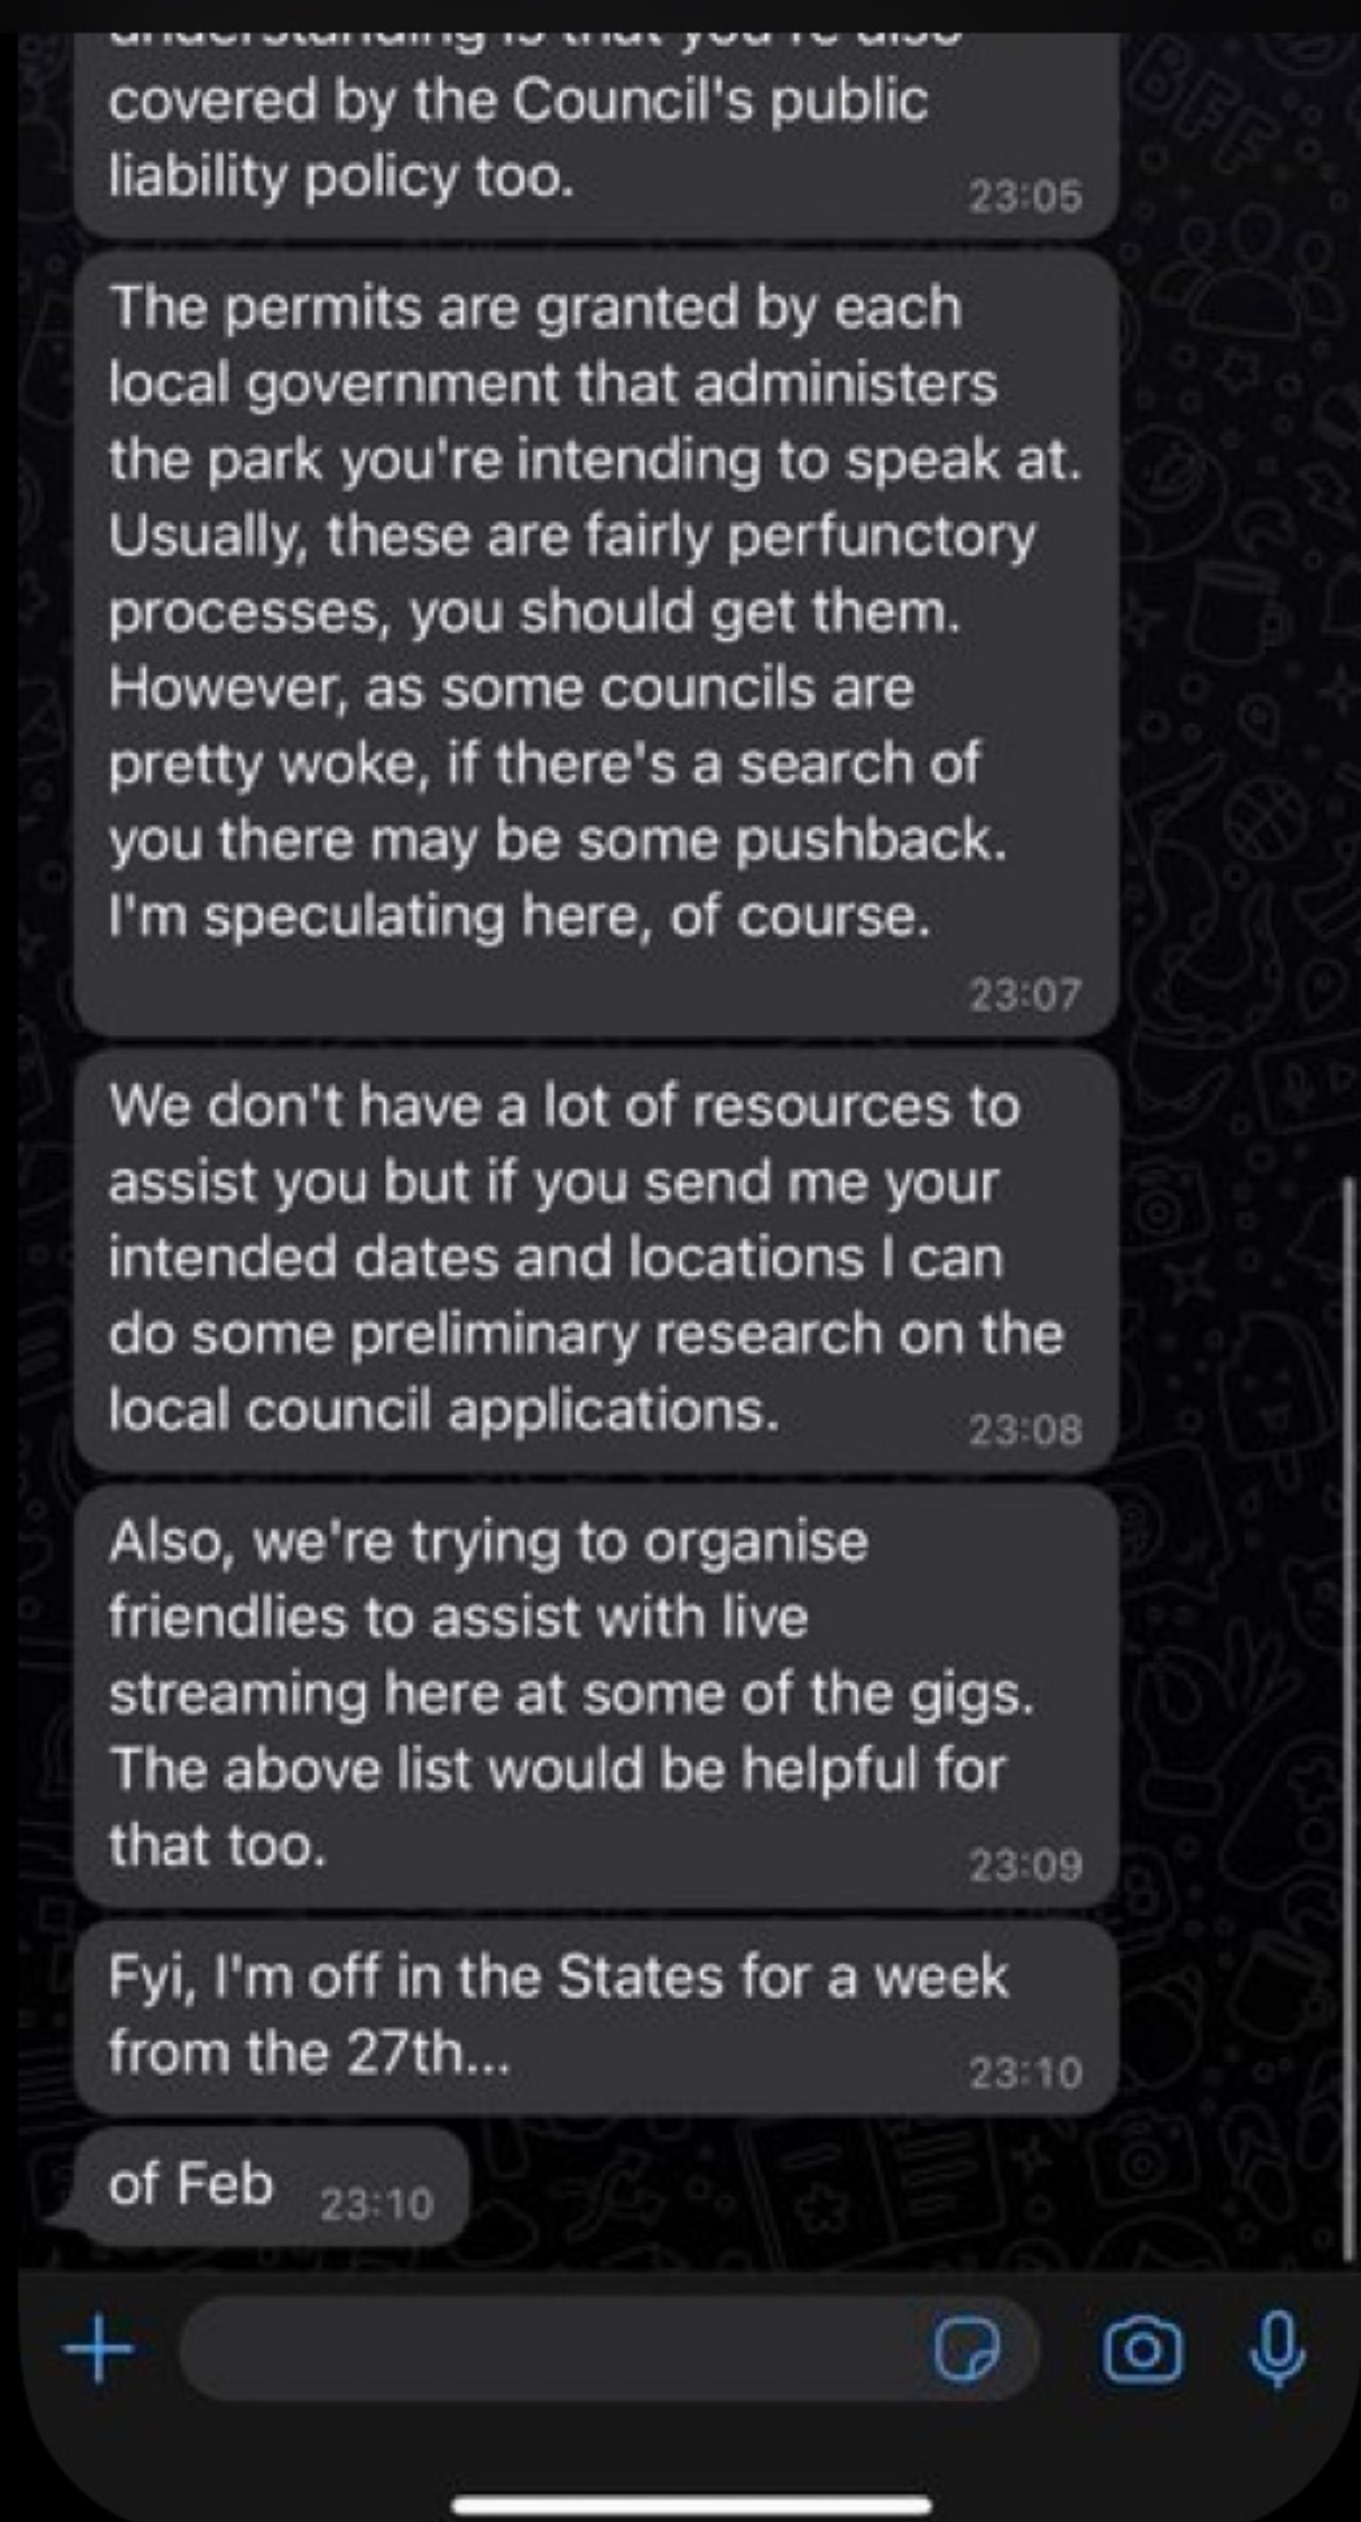 understanding is that you're also
covered by the Council's public
liability policy too.
23:05
The permits are granted by each
local government that administers
the park you're intending to speak at.
Usually, these are fairly perfunctory
processes, you should get them.
However, as some councils are
pretty woke, if there's a search of
you there may be some pushback.
I'm speculating here, of course.
23:07
We don't have a lot of resources to
assist you but if you send me your
intended dates and locations I can
do some preliminary research on the
local council applications.
23:08
Also, we're trying to organise
friendlies to assist with live
streaming here at some of the gigs.
The above list would be helpful for
that too.
23:09
Fyi, I'm off in the States for a week
from the 27th...
23:10
of Feb
23:10
BFF